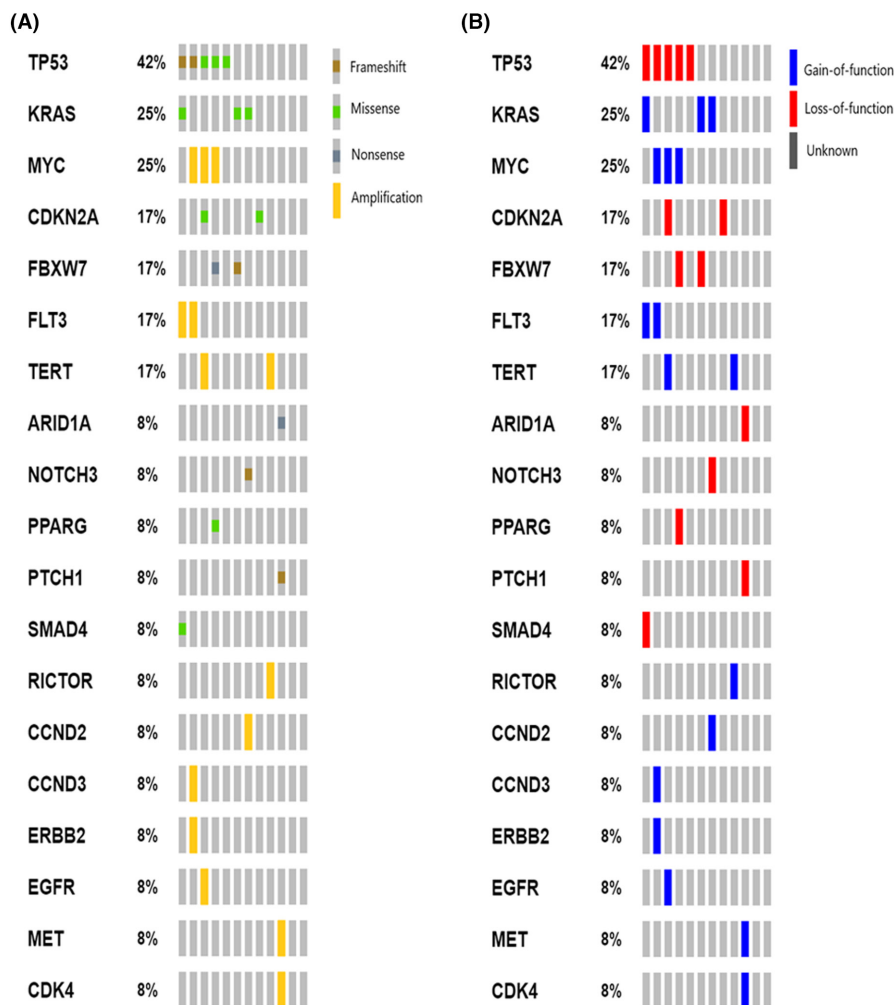 (A)
TP53 42%
KRAS 25%
MYC 25%
CDKN2A 17%
FBXW7 17%
FLT3 17%
TERT 17%
ARID1A 8%
NOTCH3 8%
PPARG 8%
PTCH1 8%
SMAD4 8%
RICTOR 8%
CCND2 8%
CCND3 8%
ERBB2 8%
EGFR 8%
MET 8%
CDK4 8%
Frameshift
Missense
Nonsense
Amplification
(B)
TP53 42%
KRAS 25%
MYC 25%
CDKN2A 17%
FBXW7 17%
FLT3 17%
TERT 17%
ARID1A 8%
NOTCH3 8%
PPARG 8%
PTCH1 8%
SMAD4 8%
RICTOR 8%
CCND2 8%
CCND3 8%
ERBB2 8%
EGFR 8%
MET 8%
CDK4 8%
Gain-of-function
Loss-of-function
Unknown